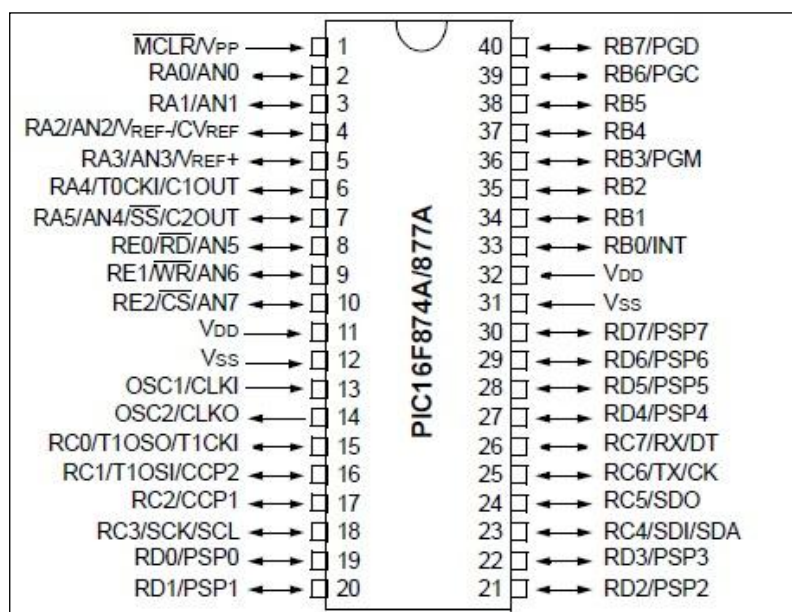 MCLR/VPP 1 40 RB7/PGD
RA0/AN0 2 39 RB6/PGC
RA1/AN1 3 38 RB5
RA2/AN2/VREF-/CVREF 4 37 RB4
RA3/AN3/VREF+ 5 36 RB3/PGM
RA4/T0CKI/C1OUT 6 35 RB2
RA5/AN4/SS/C2OUT 7 34 RB1
RE0/RD/AN5 8 33 RB0/INT
RE1/WR/AN6 9 32 VDD
RE2/CS/AN7 10 31 VSS
VDD 11 30 RD7/PSP7
VSS 12 29 RD6/PSP6
OSC1/CLKI 13 28 RD5/PSP5
OSC2/CLKO 14 27 RD4/PSP4
RC0/T1OSO/T1CKI 15 26 RC7/RX/DT
RC1/T1OSI/CCP2 16 25 RC6/TX/CK
RC2/CCP1 17 24 RC5/SDO
RC3/SCK/SCL 18 23 RC4/SDI/SDA
RD0/PSP0 19 22 RD3/PSP3
RD1/PSP1 20 21 RD2/PSP2
PIC16F874A/877A